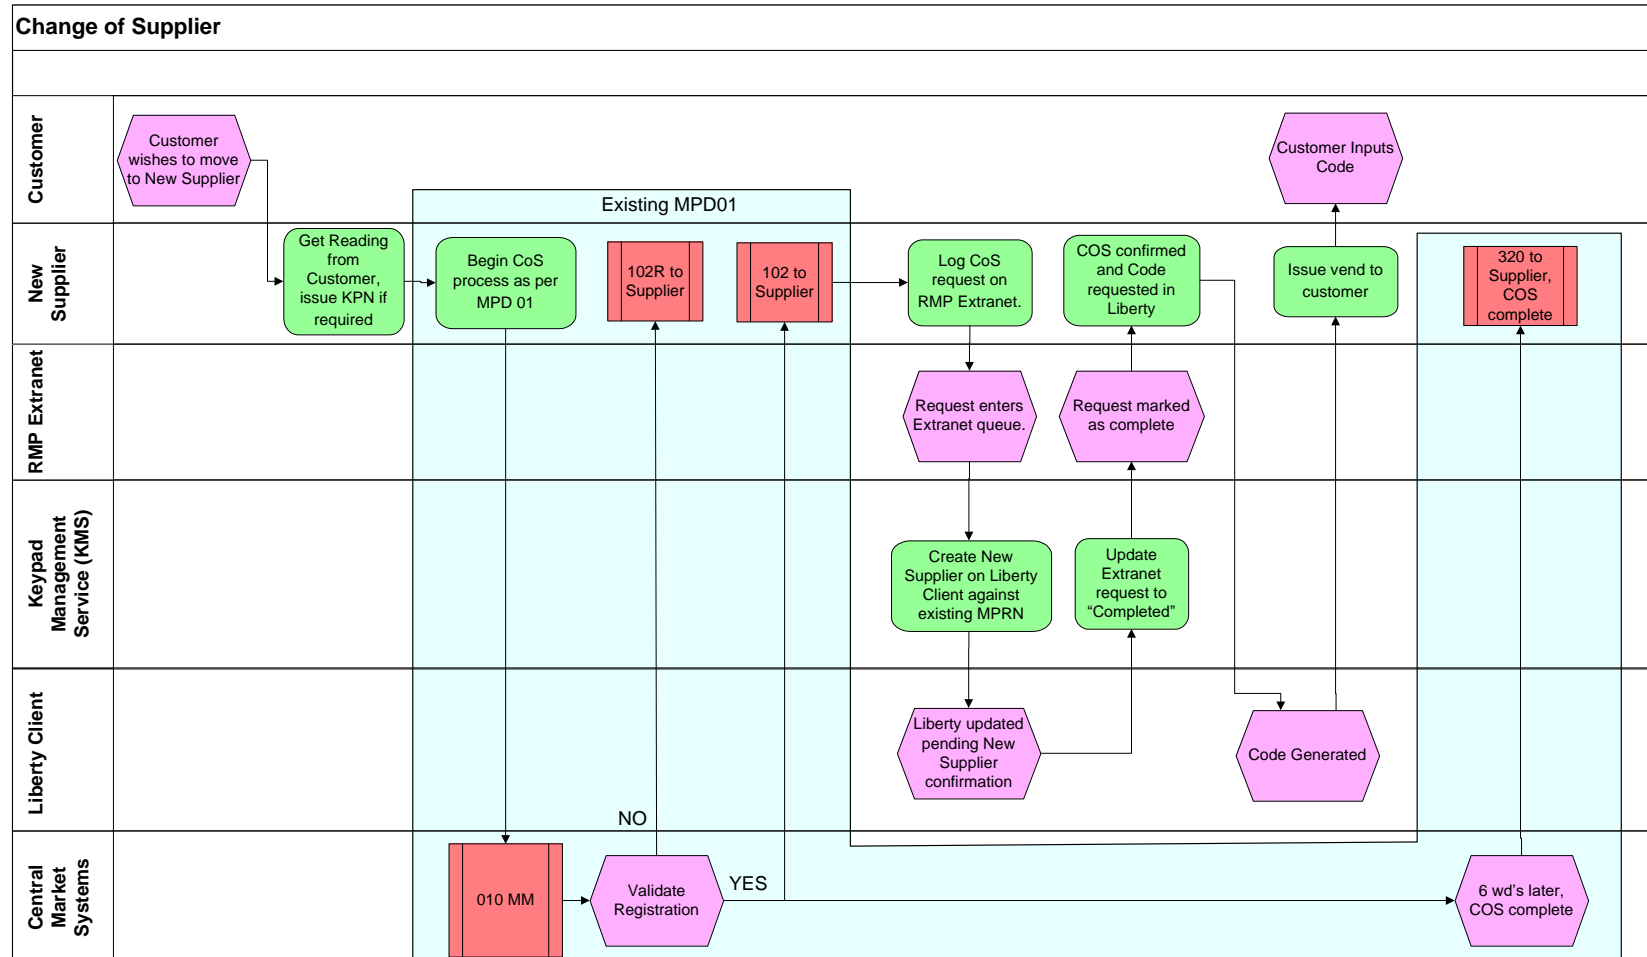 Change of Supplier
Customer
Customer
wishes to move
to New Supplier
Customer Inputs
Code
Existing MPD01
New
Supplier
Get Reading
from
Customer,
issue KPN if
required
Begin CoS
process as per
MPD 01
102R to
Supplier
102 to
Supplier
Log CoS
request on
RMP Extranet.
COS confirmed
and Code
requested in
Liberty
Issue vend to
customer
320 to
Supplier,
COS
complete
RMP Extranet
Request enters
Extranet queue.
Request marked
as complete
Keypad
Management
Service (KMS)
Create New
Supplier on Liberty
Client against
existing MPRN
Update
Extranet
request to
“Completed”
Liberty Client
Liberty updated
pending New
Supplier
confirmation
Code Generated
NO
Central
Market
Systems
010 MM
Validate
Registration
YES
6 wd's later,
COS complete